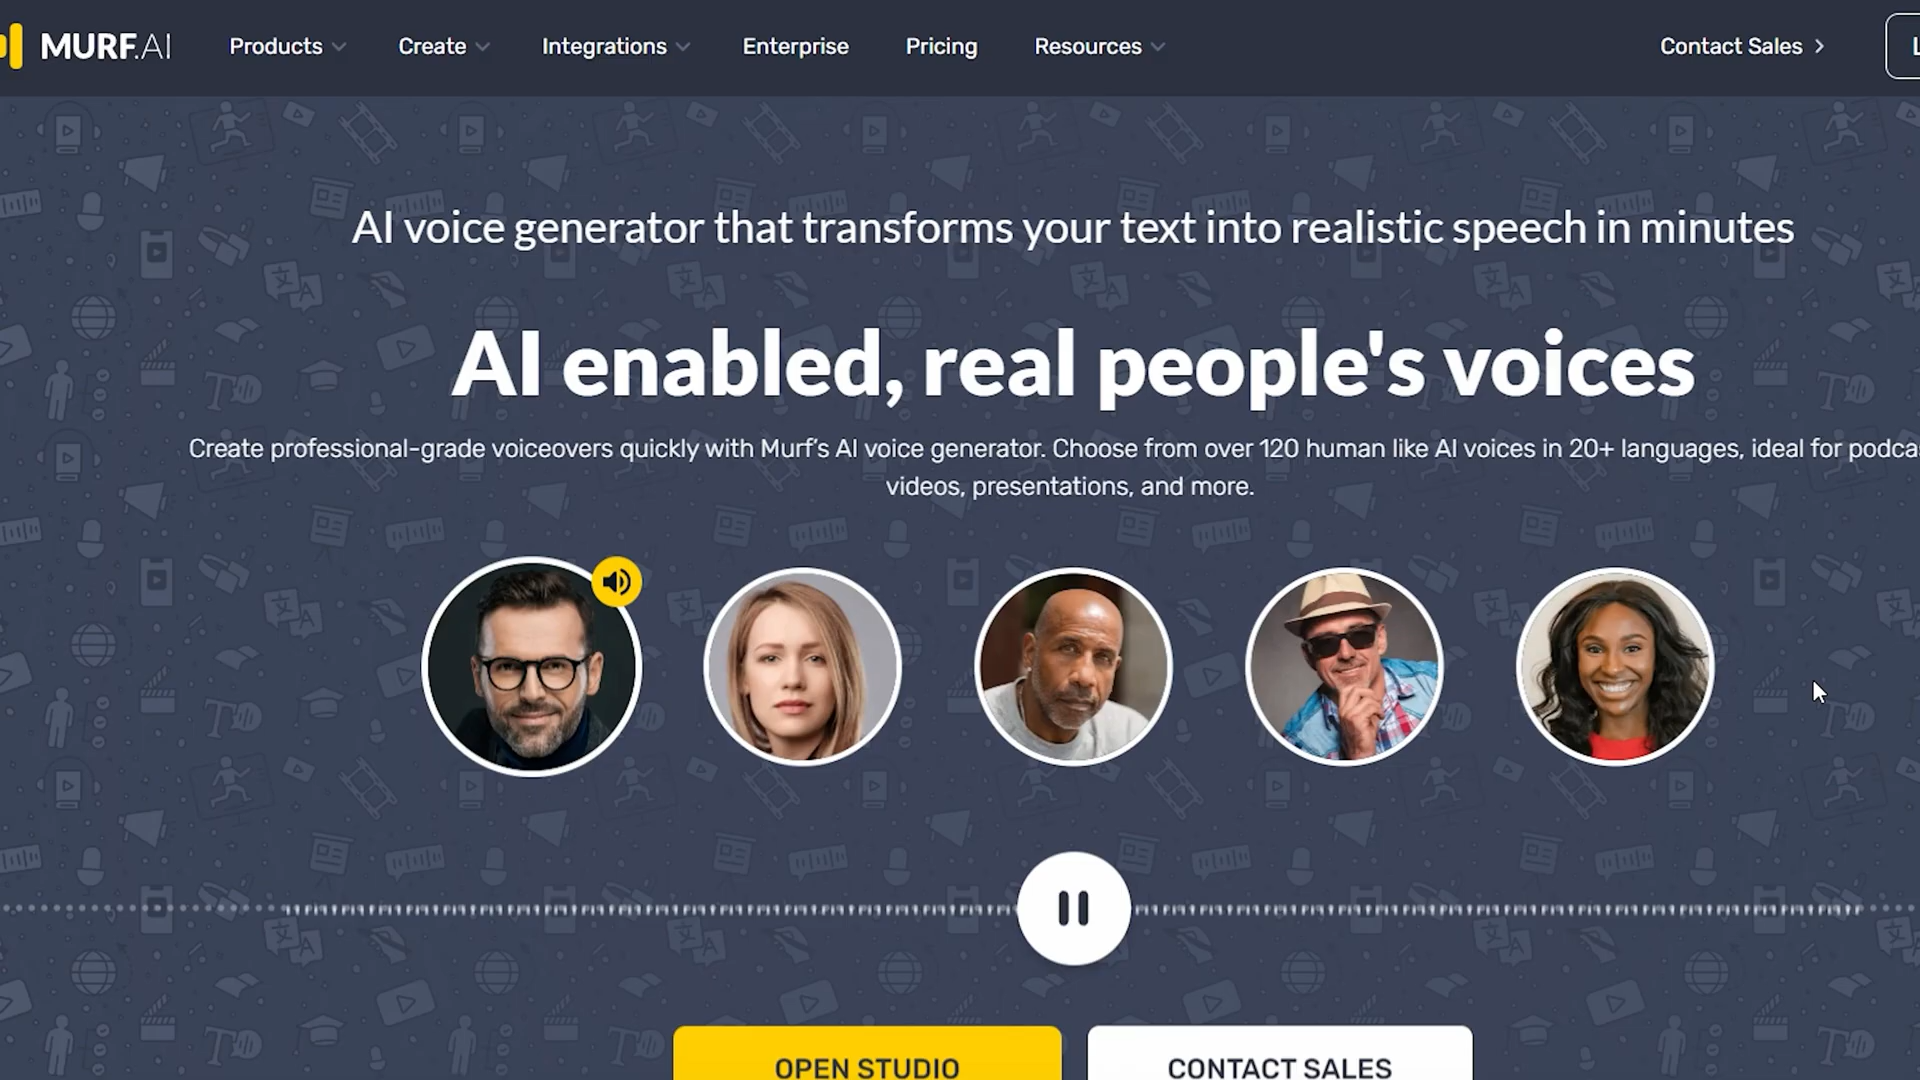 MURF.AI Products Create Integrations Enterprise Pricing Resources Contact Sales
AI voice generator that transforms your text into realistic speech in minutes
AI enabled, real people's voices
Create professional-grade voiceovers quickly with Murf's AI voice generator. Choose from over 120 human like AI voices in 20+ languages, ideal for
videos, presentations, and more.
OPEN STUDIO CONTACT SALES